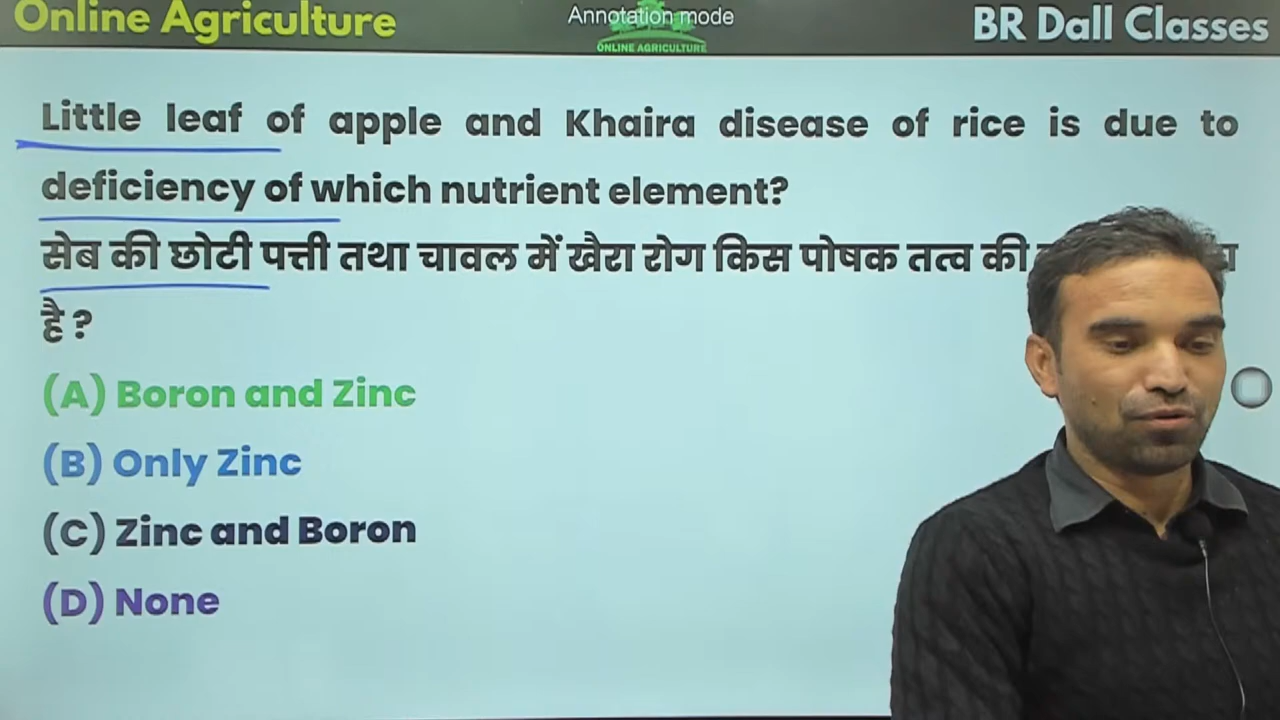 Online Agriculture
Annotation mode
ONLINE AGRICULTURE
BR Dall Classes
Little leaf of apple and Khaira disease of rice is due to
deficiency of which nutrient element?
सेब की छोटी पत्ती तथा चावल में खैरा रोग किस पोषक तत्व की
है ?
(A) Boron and Zinc
(B) Only Zinc
(C) Zinc and Boron
(D) None